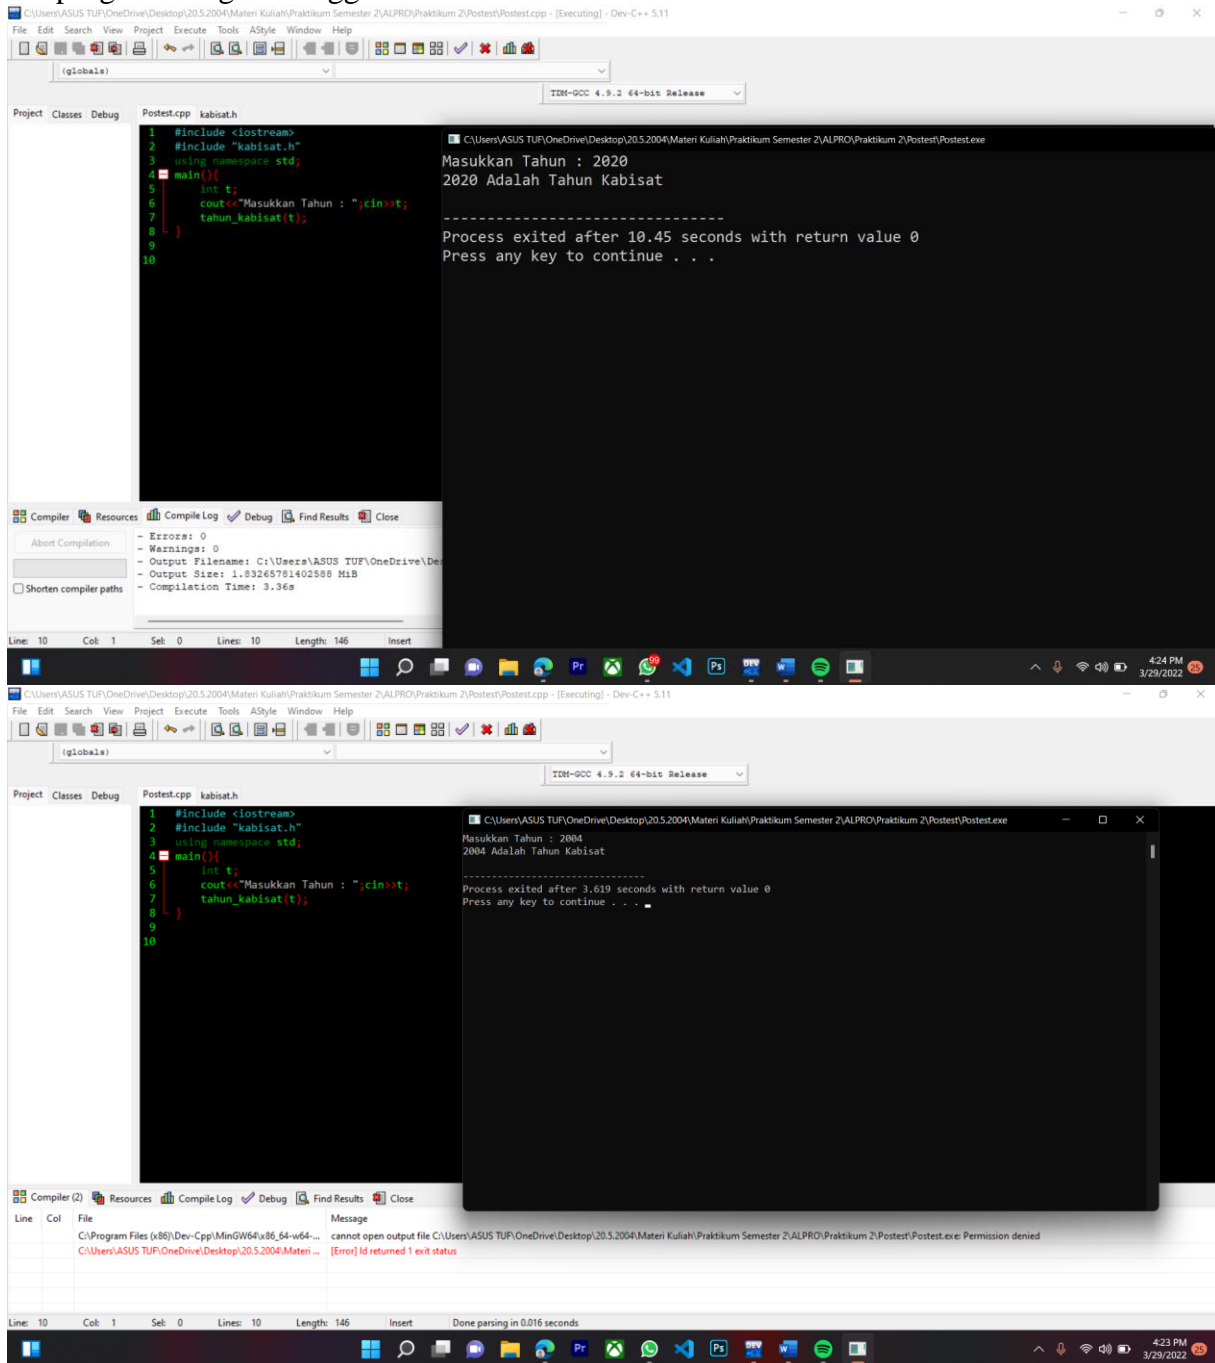 C:\Users\ASUS TUF\OneDrive\Desktop\20.5.2004\Materi Kuliah\Praktikum Semester 2\ALPRO\Praktikum 2\Postest\Postest.cpp - [Executing] - Dev-C++ 5.11
File Edit Search View Project Execute Tools AStyle Window Help
(globals)
TDM-GCC 4.9.2 64-bit Release
Project Classes Debug Postest.cpp kabisat.h
1 #include <iostream>
2 #include "kabisat.h"
3 using namespace std;
4 main(){
5 int t;
6 cout<<"Masukkan Tahun : ";cin>>t;
7 tahun_kabisat(t);
8 }
9
10
C:\Users\ASUS TUF\OneDrive\Desktop\20.5.2004\Materi Kuliah\Praktikum Semester 2\ALPRO\Praktikum 2\Postest\Postest.exe
Masukkan Tahun : 2020
2020 Adalah Tahun Kabisat
--------------------------------
Process exited after 10.45 seconds with return value 0
Press any key to continue . . .
Compiler Resources Compile Log Debug Find Results Close
Abort Compilation
Shorten compiler paths
- Errors: 0
- Warnings: 0
- Output Filename: C:\Users\ASUS TUF\OneDrive\De
- Output Size: 1.83265781402588 MiB
- Compilation Time: 3.36s
Line: 10 Col: 1 Sel: 0 Lines: 10 Length: 146 Insert
99
4:24 PM
3/29/2022
25
C:\Users\ASUS TUF\OneDrive\Desktop\20.5.2004\Materi Kuliah\Praktikum Semester 2\ALPRO\Praktikum 2\Postest\Postest.cpp - [Executing] - Dev-C++ 5.11
File Edit Search View Project Execute Tools AStyle Window Help
(globals)
TDM-GCC 4.9.2 64-bit Release
Project Classes Debug Postest.cpp kabisat.h
1 #include <iostream>
2 #include "kabisat.h"
3 using namespace std;
4 main(){
5 int t;
6 cout<<"Masukkan Tahun : ";cin>>t;
7 tahun_kabisat(t);
8 }
9
10
C:\Users\ASUS TUF\OneDrive\Desktop\20.5.2004\Materi Kuliah\Praktikum Semester 2\ALPRO\Praktikum 2\Postest\Postest.exe
Masukkan Tahun : 2004
2004 Adalah Tahun Kabisat
--------------------------------
Process exited after 3.619 seconds with return value 0
Press any key to continue . . .
Compiler (2) Resources Compile Log Debug Find Results Close
Line Col File Message
C:\Program Files (x86)\Dev-Cpp\MinGW64\x86_64-w64-... cannot open output file C:\Users\ASUS TUF\OneDrive\Desktop\20.5.2004\Materi Kuliah\Praktikum Semester 2\ALPRO\Praktikum 2\Postest\Postest.exe: Permission denied
C:\Users\ASUS TUF\OneDrive\Desktop\20.5.2004\Materi ... [Error] ld returned 1 exit status
Line: 10 Col: 1 Sel: 0 Lines: 10 Length: 146 Insert Done parsing in 0.016 seconds
4:23 PM
3/29/2022
25